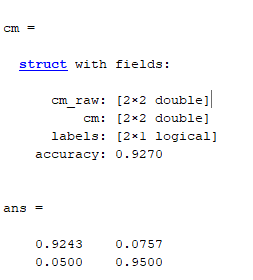 cm =
struct with fields:
cm_raw: [2×2 double]
cm: [2×2 double]
labels: [2×1 logical]
accuracy: 0.9270
ans =
0.9243 0.0757
0.0500 0.9500